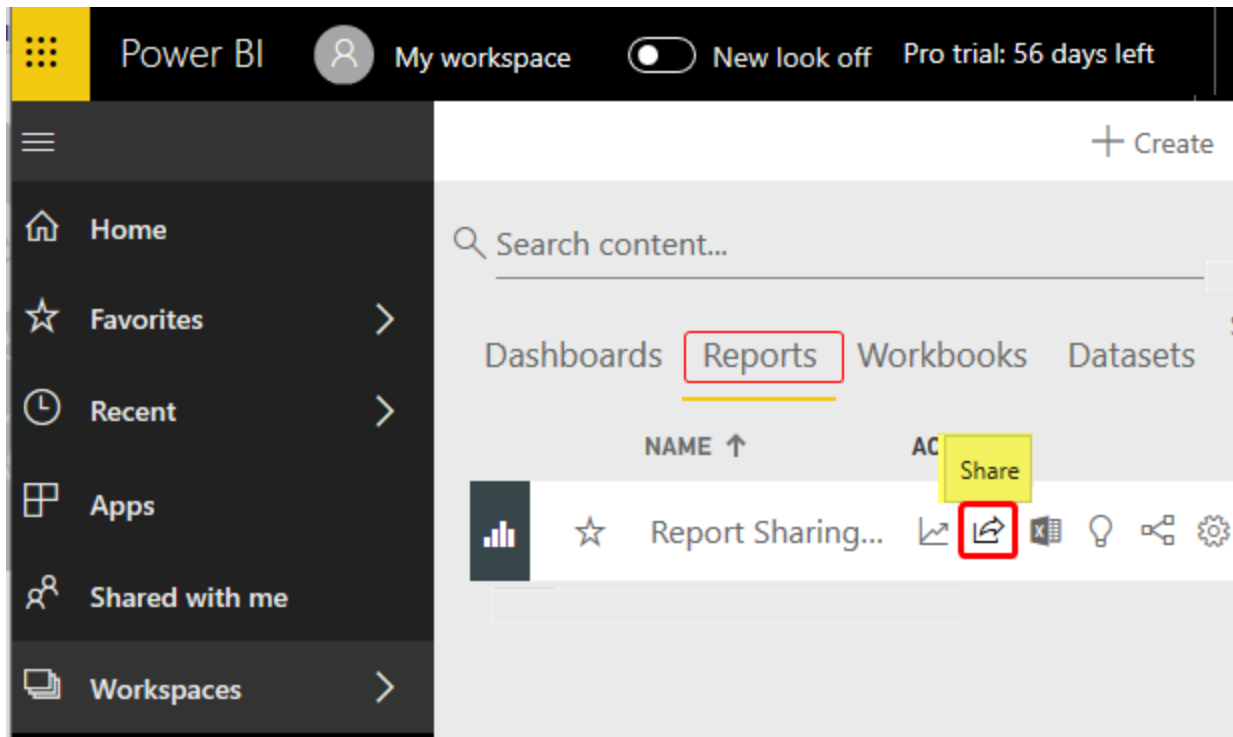 Power BI My workspace New look off Pro trial: 56 days left
Create
Home
Search content...
Favorites
Dashboards Reports Workbooks Datasets
Recent
NAME
Share
Apps
Report Sharing...
Shared with me
Workspaces